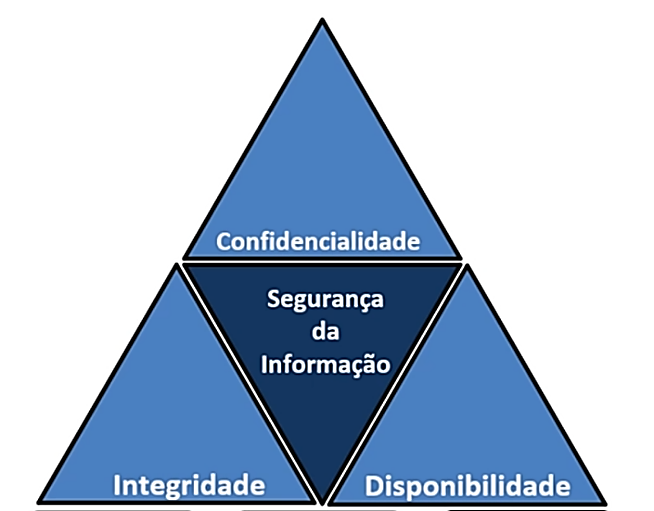 Confidencialidade
Segurança
da
Informação
Integridade
Disponibilidade